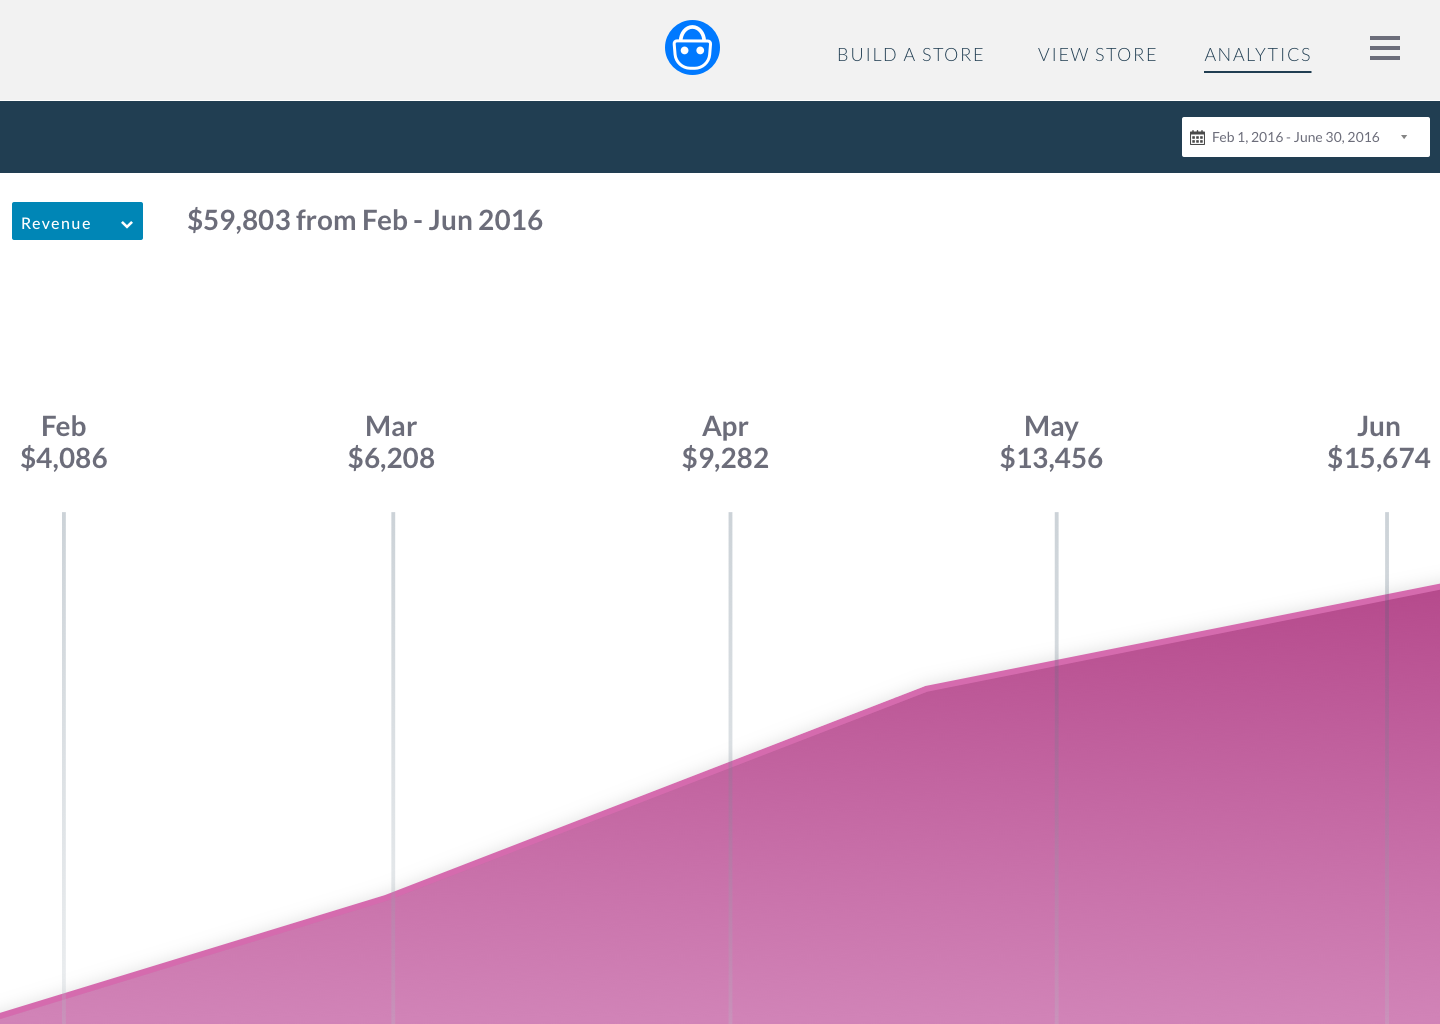 BUILD A STORE VIEW STORE ANALYTICS
Feb 1, 2016 - June 30, 2016
Revenue
$59,803 from Feb - Jun 2016
Feb Mar Apr May Jun
$4,086 $6,208 $9,282 $13,456 $15,674